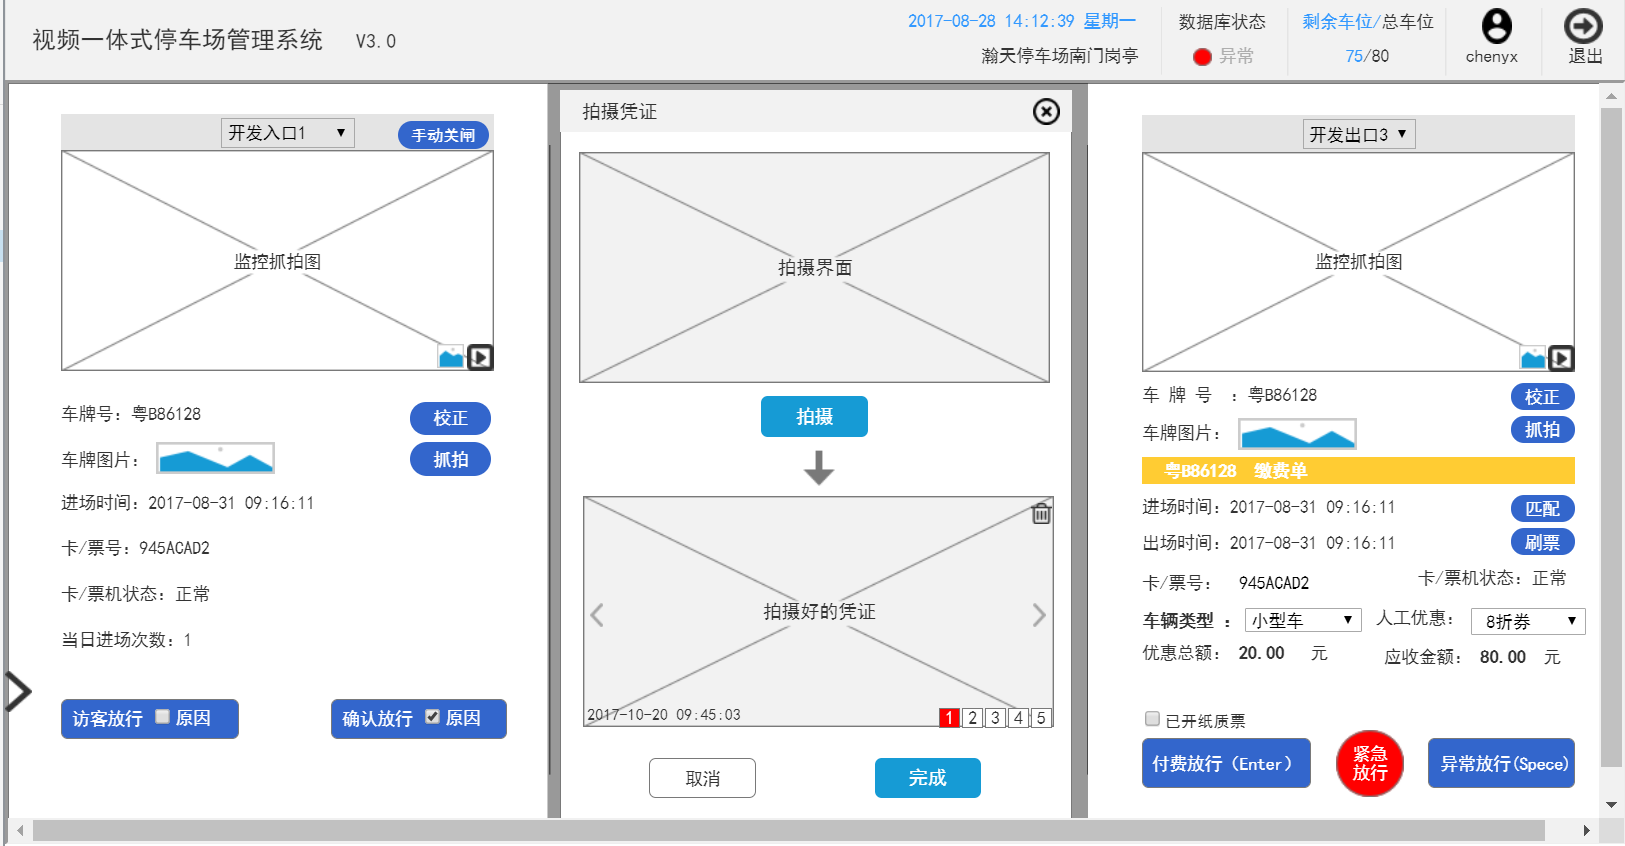 视频一体式停车场管理系统 V3.0
2017-08-28 14:12:39 星期一
瀚天停车场南门岗亭
数据库状态
异常
剩余车位/总车位
75/80
chenyx
退出
开发入口1
手动关闸
监控抓拍图
车牌号：粤B86128
校正
车牌图片：
抓拍
进场时间：2017-08-31 09:16:11
卡/票号：945ACAD2
卡/票机状态：正常
当日进场次数：1
访客放行 原因
确认放行 原因
拍摄凭证
拍摄界面
拍摄
拍摄好的凭证
2017-10-20 09:45:03
1 2 3 4 5
取消
完成
开发出口3
监控抓拍图
车 牌 号 ：粤B86128
校正
车牌图片：
抓拍
粤B86128 缴费单
进场时间：2017-08-31 09:16:11
匹配
出场时间：2017-08-31 09:16:11
刷票
卡/票号： 945ACAD2
卡/票机状态：正常
车辆类型 ： 小型车
人工优惠： 8折券
优惠总额： 20.00 元
应收金额： 80.00 元
已开纸质票
付费放行（Enter）
紧急
放行
异常放行(Spece)